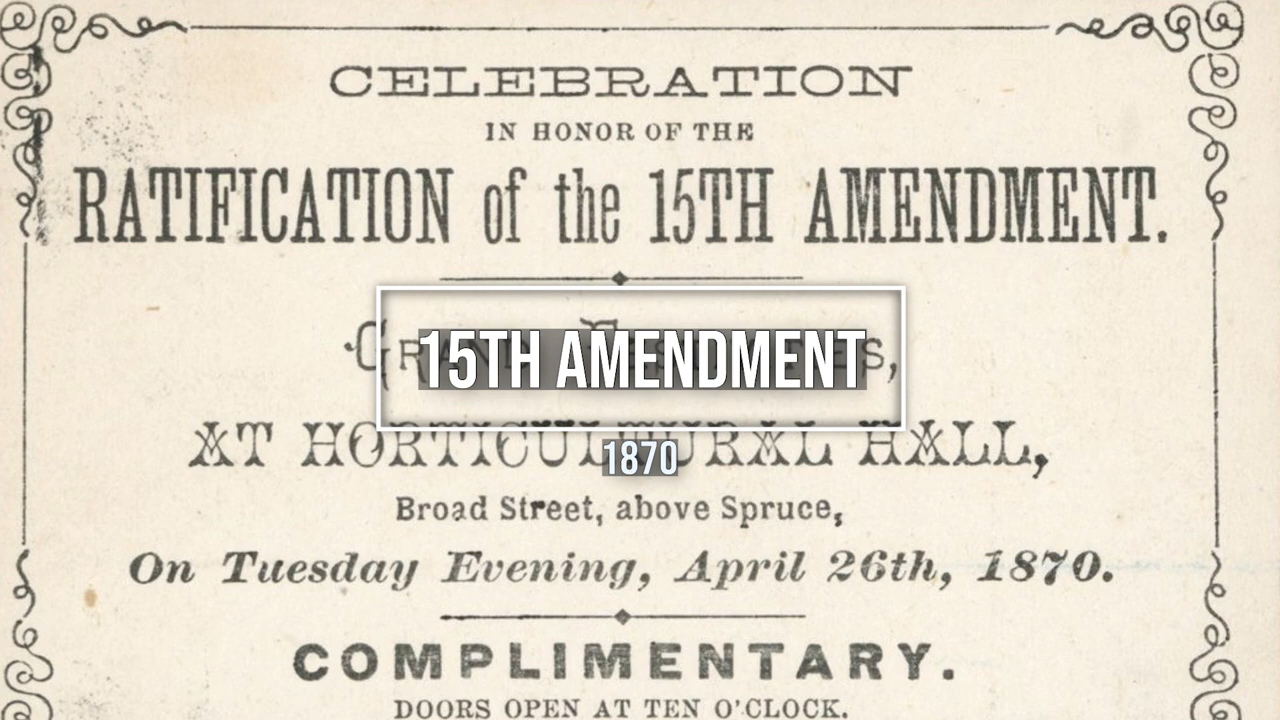 CELEBRATION
IN HONOR OF THE
RATIFICATION of the 15TH AMENDMENT.
GRAND
15TH AMENDMENT
AT HORTICULTURAL HALL,
1870
Broad Street, above Spruce,
On Tuesday Evening, April 26th, 1870.
COMPLIMENTARY.
DOORS OPEN AT TEN O'CLOCK.